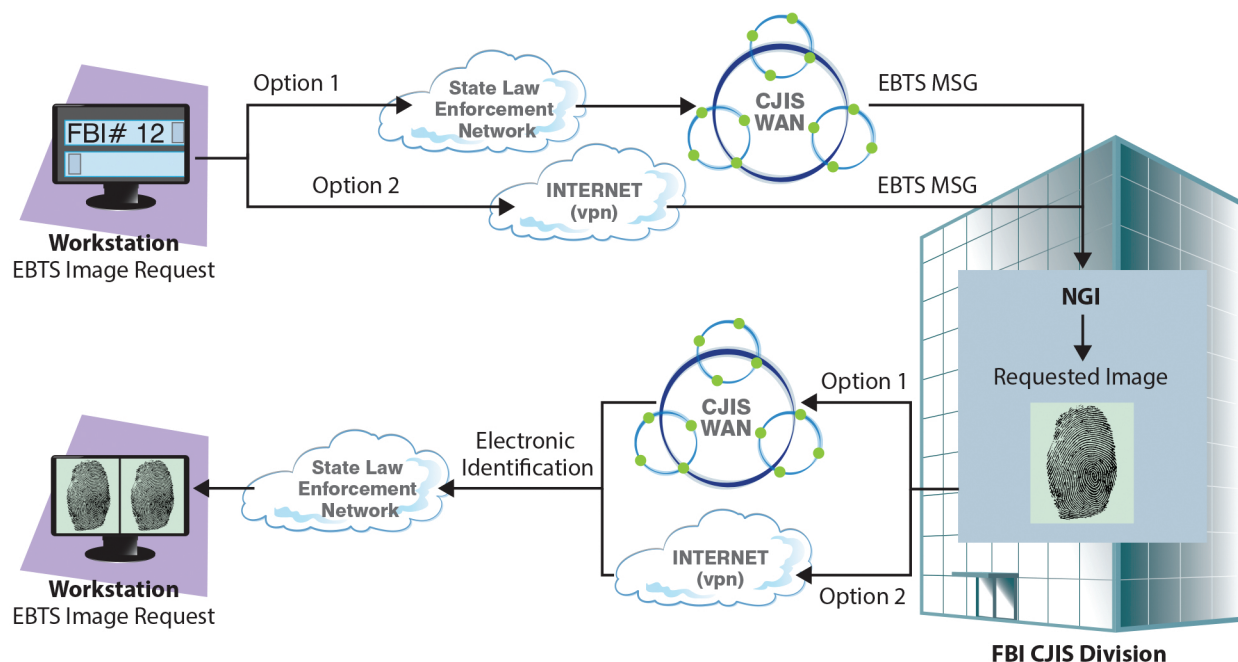 Option 1
State Law
Enforcement
Network
CJIS
WAN
EBTS MSG
FBI# 12
Option 2
INTERNET
(vpn)
EBTS MSG
Workstation
EBTS Image Request
NGI
Requested Image
Option 1
CJIS
WAN
Electronic
Identification
State Law
Enforcement
Network
INTERNET
(vpn)
Option 2
Workstation
EBTS Image Request
FBI CJIS Division